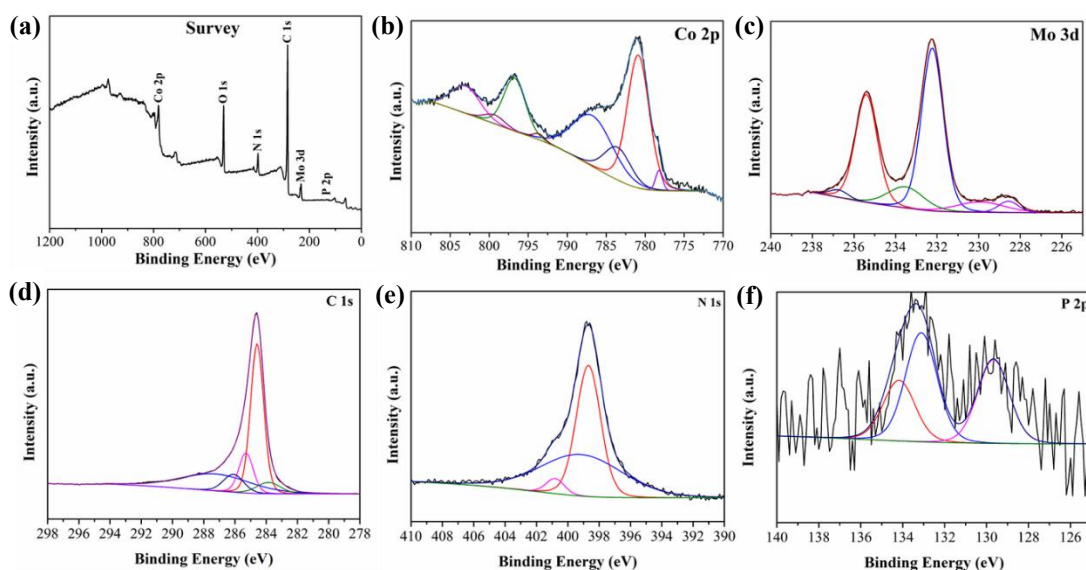 (a)
Survey
Co 2p
O 1s
N 1s
C 1s
Mo 3d
P 2p
Intensity (a.u.)
1200 1000 800 600 400 200 0
Binding Energy (eV)
(b)
Co 2p
Intensity (a.u.)
810 805 800 795 790 785 780 775 770
Binding Energy (eV)
(c)
Mo 3d
Intensity (a.u.)
240 238 236 234 232 230 228 226
Binding Energy (eV)
(d)
C 1s
Intensity (a.u.)
298 296 294 292 290 288 286 284 282 280 278
Binding Energy (eV)
(e)
N 1s
Intensity (a.u.)
410 408 406 404 402 400 398 396 394 392 390
Binding Energy (eV)
(f)
P 2p
Intensity (a.u.)
140 138 136 134 132 130 128 126
Binding Energy (eV)